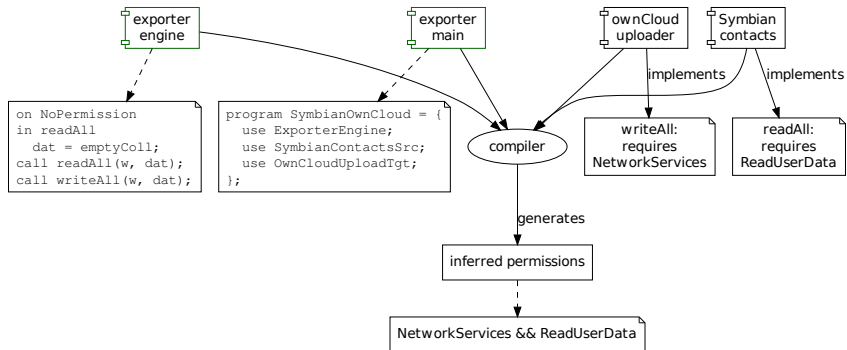 exporter
engine
exporter
main
ownCloud
uploader
Symbian
contacts
implements
implements
on NoPermission
in readAll
  dat = emptyColl;
call readAll(w, dat);
call writeAll(w, dat);
program SymbianOwnCloud = {
  use ExporterEngine;
  use SymbianContactsSrc;
  use OwnCloudUploadTgt;
};
compiler
writeAll:
requires
NetworkServices
readAll:
requires
ReadUserData
generates
inferred permissions
NetworkServices && ReadUserData